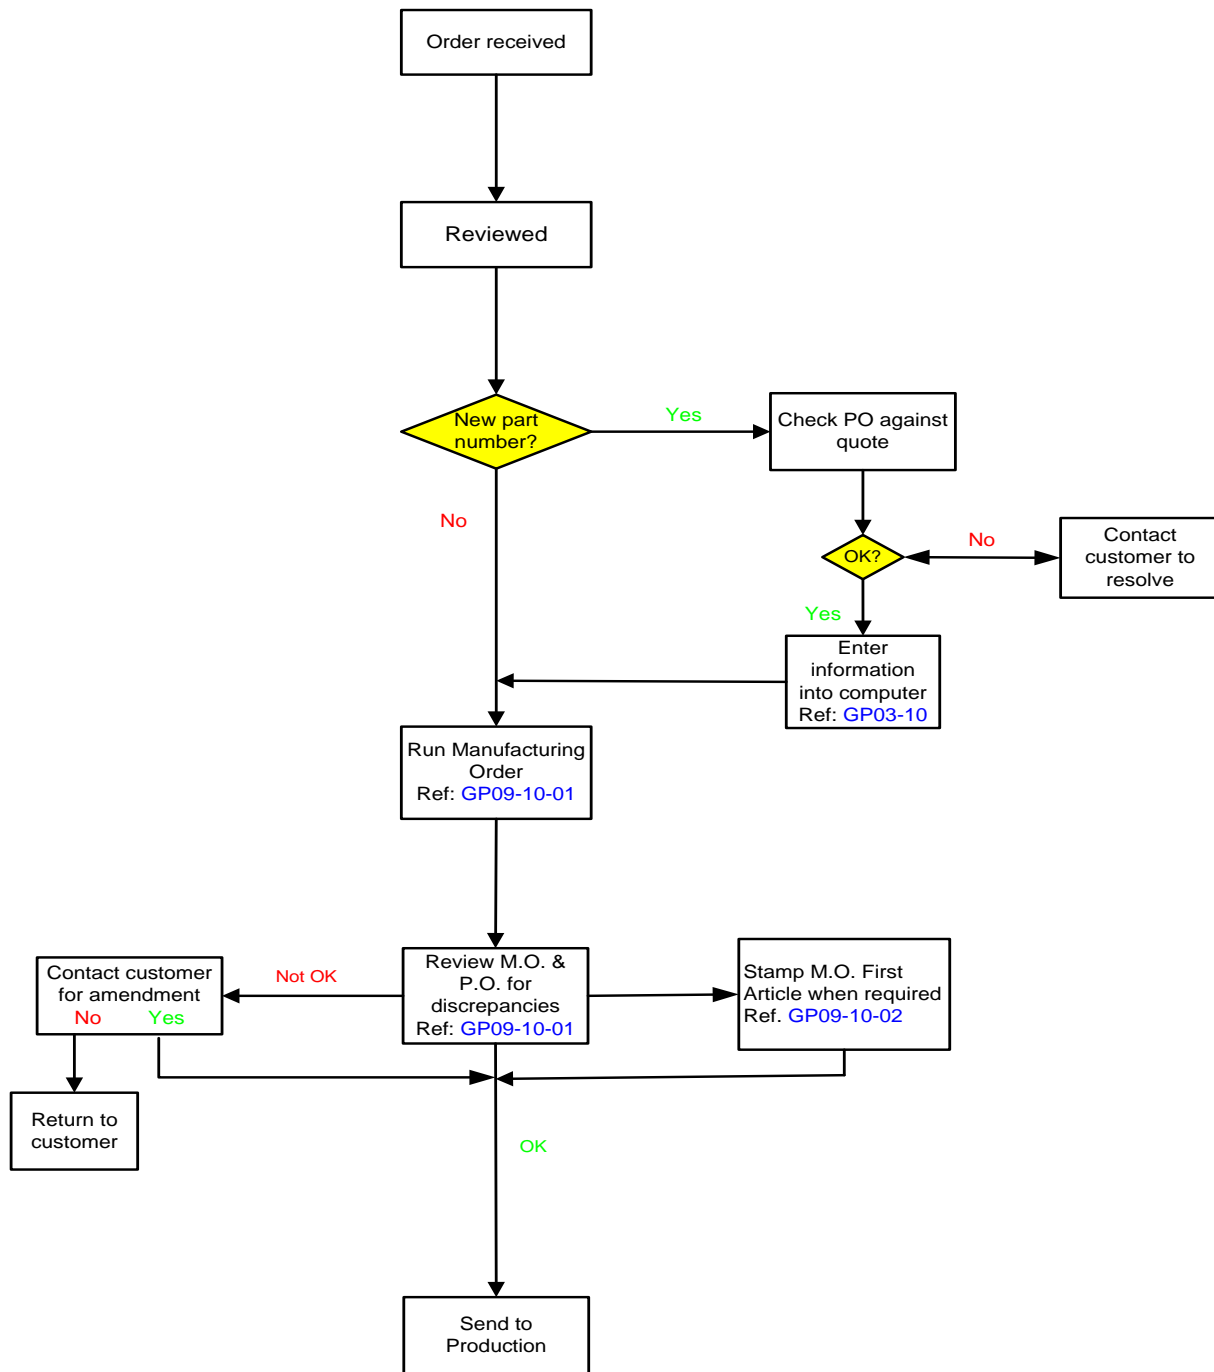 Order received
Reviewed
New part
number?
Yes
Check PO against
quote
No
OK?
No
Contact
customer to
resolve
Yes
Enter
information
into computer
Ref: GP03-10
Run Manufacturing
Order
Ref: GP09-10-01
Contact customer
for amendment
No Yes
Not OK
Review M.O. &
P.O. for
discrepancies
Ref: GP09-10-01
Stamp M.O. First
Article when required
Ref. GP09-10-02
Return to
customer
OK
Send to
Production